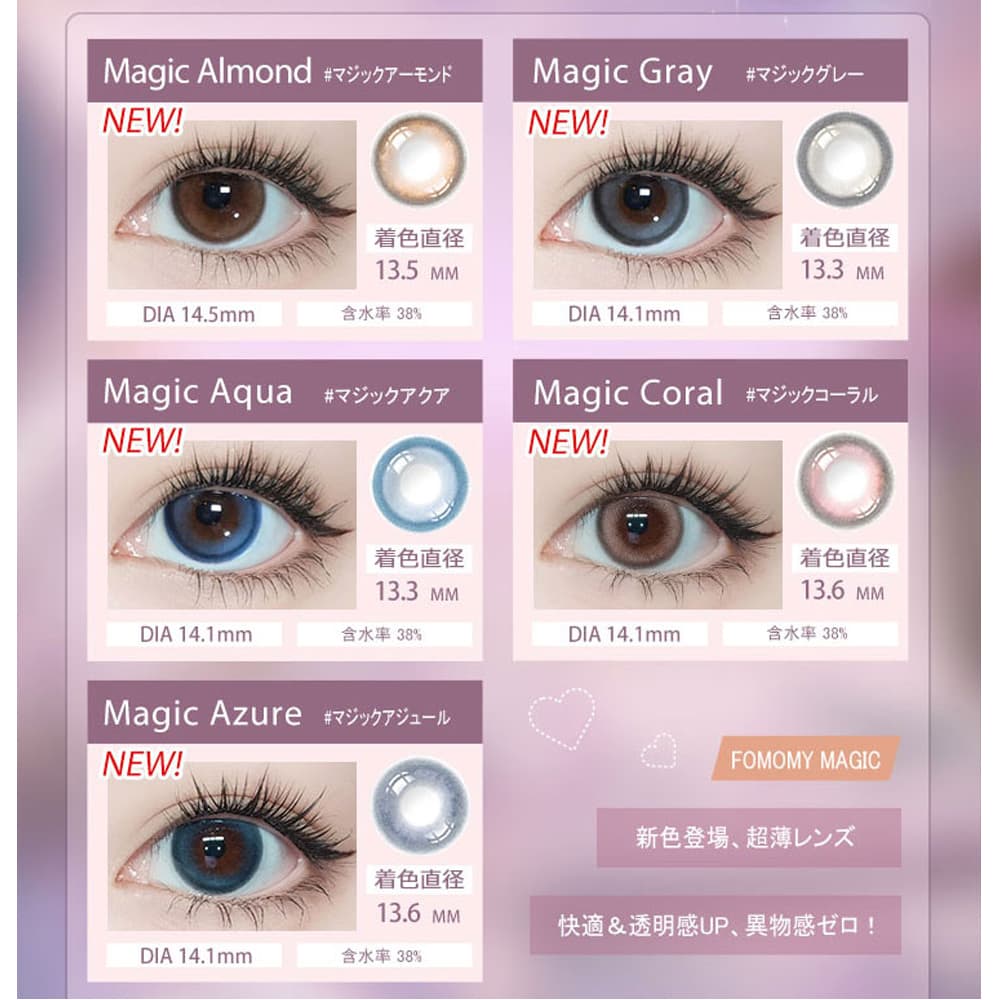 Magic Almond #マジックアーモンド
NEW!
着色直径
13.5 MM
DIA 14.5mm
含水率 38%
Magic Gray #マジックグレー
NEW!
着色直径
13.3 MM
DIA 14.1mm
含水率 38%
Magic Aqua #マジックアクア
NEW!
着色直径
13.3 MM
DIA 14.1mm
含水率 38%
Magic Coral #マジックコーラル
NEW!
着色直径
13.6 MM
DIA 14.1mm
含水率 38%
Magic Azure #マジックアジュール
NEW!
着色直径
13.6 MM
DIA 14.1mm
含水率 38%
FOMOMY MAGIC
新色登場、超薄レンズ
快適＆透明感UP、異物感ゼロ！